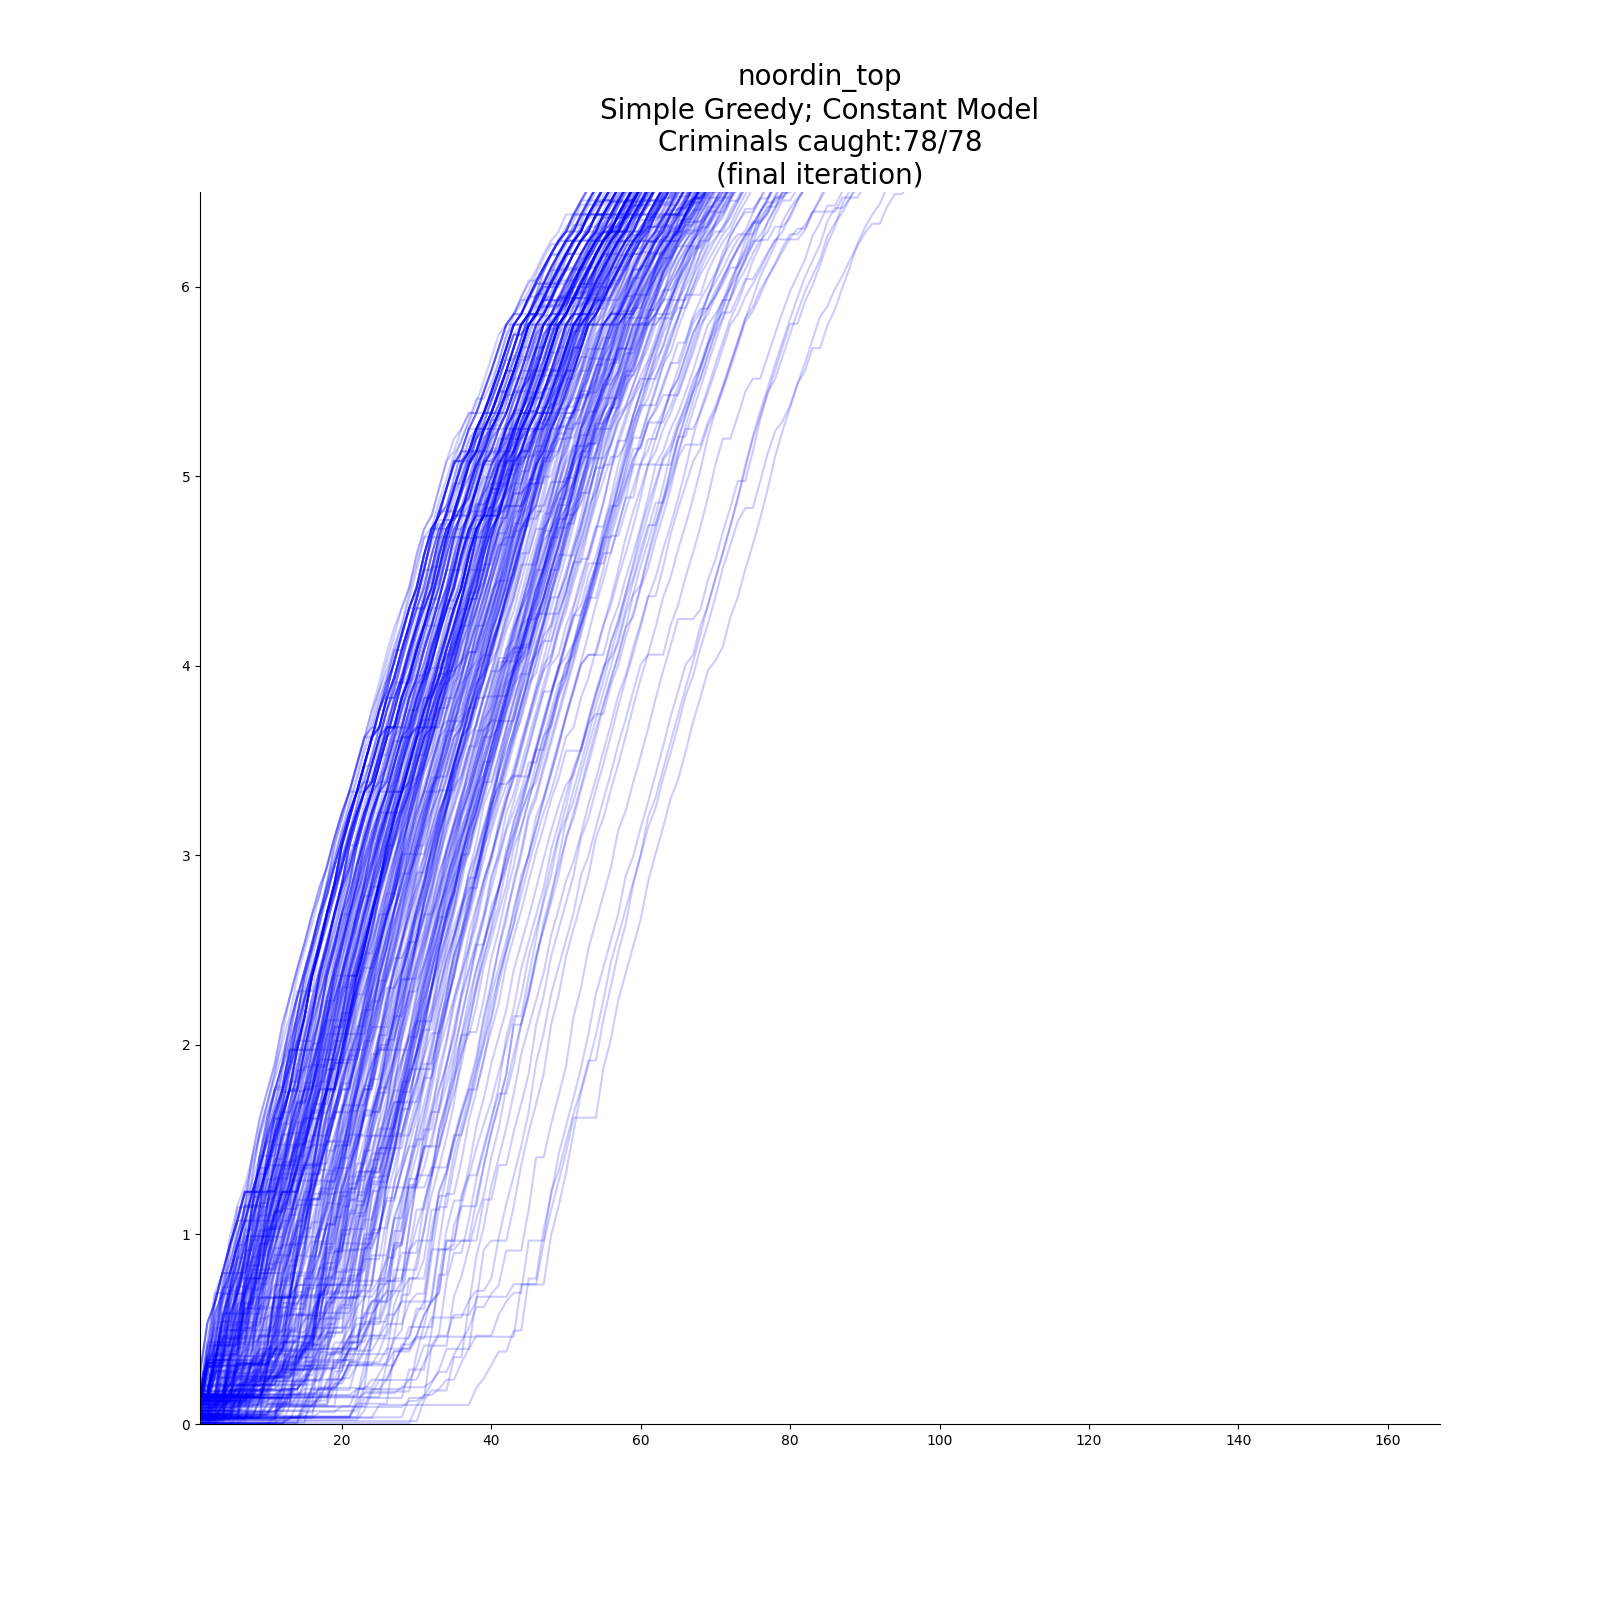 noordin_top
Simple Greedy; Constant Model
Criminals caught:78/78
(final iteration)
6
5
4
3
2
1
0
20 40 60 80 100 120 140 160